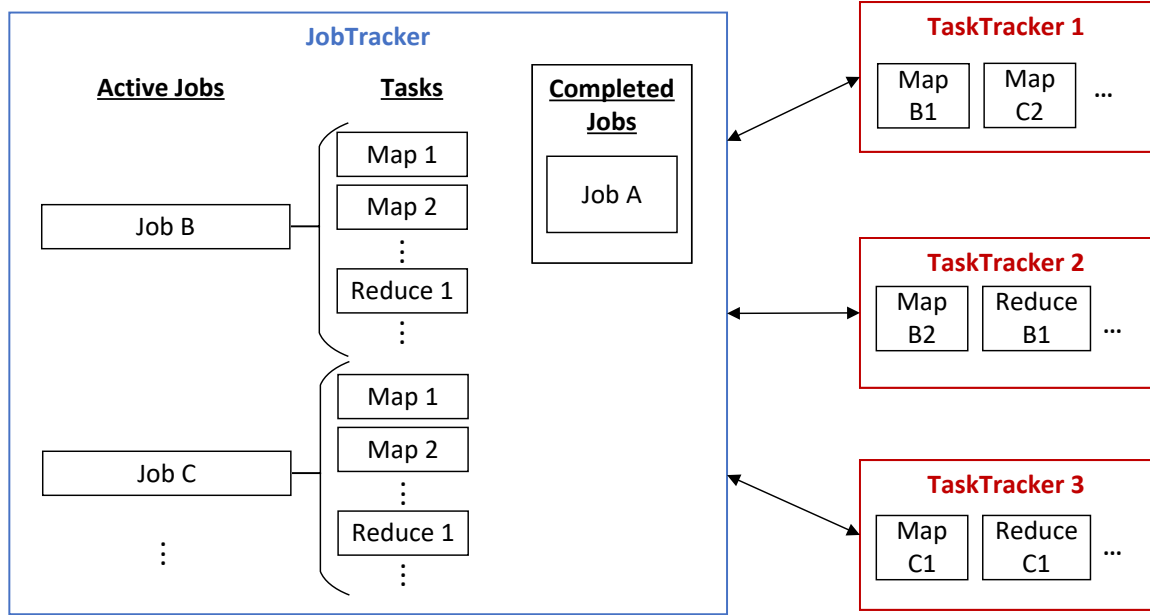 JobTracker
Active Jobs
Tasks
Completed
Jobs
Job A
Job B
Map 1
Map 2
⋮
Reduce 1
⋮
Job C
Map 1
Map 2
⋮
Reduce 1
⋮
⋮
TaskTracker 1
Map
B1
Map
C2
...
TaskTracker 2
Map
B2
Reduce
B1
...
TaskTracker 3
Map
C1
Reduce
C1
...